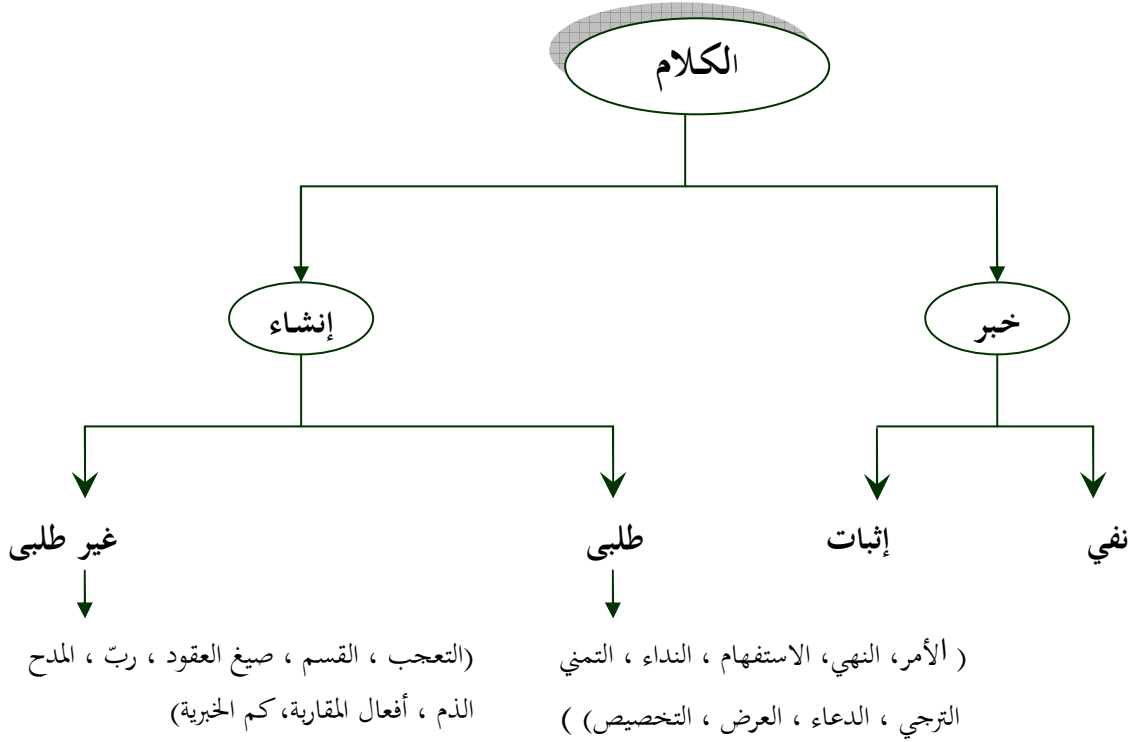 الكلام
خبر
إنشاء
نفي
إثبات
طلبى
غير طلبى
( الأمر، النهي، الاستفهام ، النداء ، التمني
الترجي ، الدعاء ، العرض ، التخصيص) )
(التعجب ، القسم ، صيغ العقود ، ربّ ، المدح
الذم ، أفعال المقاربة، كم الخبرية)